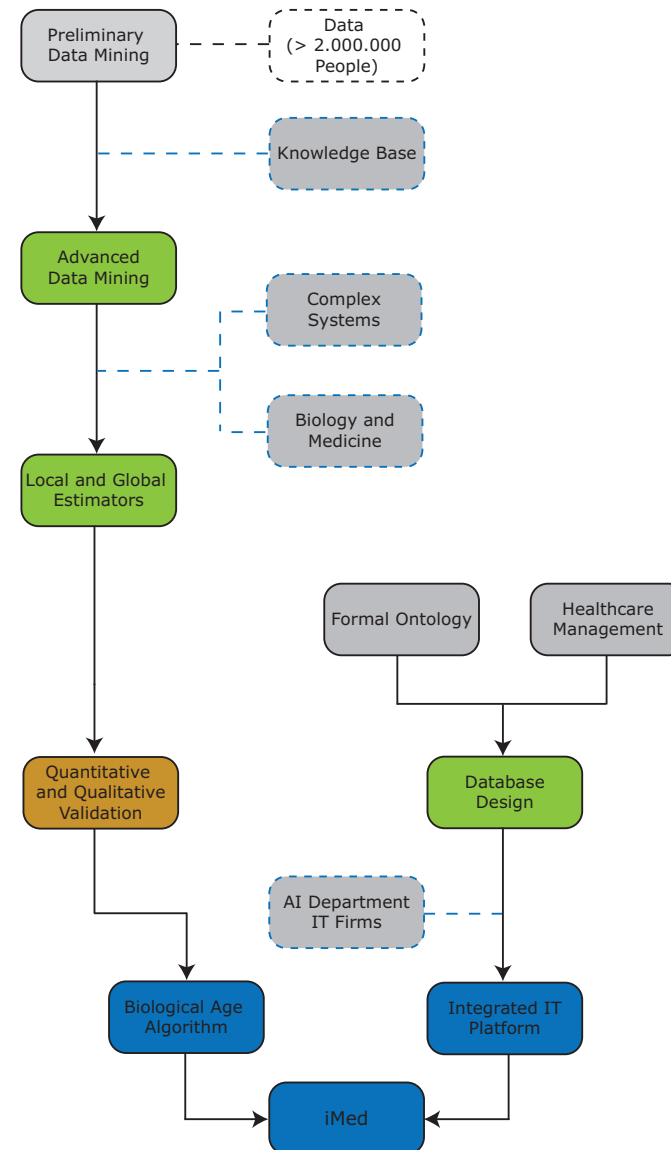 Preliminary
Data Mining
Data
(> 2.000.000
People)
Knowledge Base
Advanced
Data Mining
Complex
Systems
Biology and
Medicine
Local and Global
Estimators
Formal Ontology
Healthcare
Management
Quantitative
and Qualitative
Validation
Database
Design
AI Department
IT Firms
Biological Age
Algorithm
Integrated IT
Platform
iMed